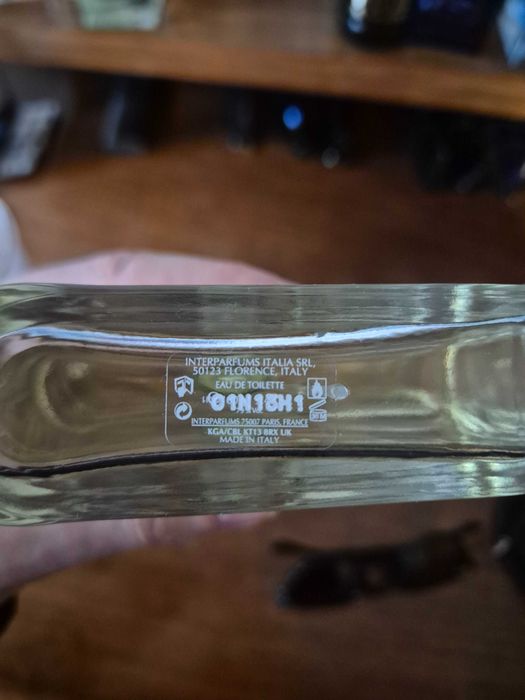 INTERPARFUMS ITALIA SRL,
50123 FLORENCE, ITALY
EAU DE TOILETTE
01N13H1
INTERPARFUMS 75007 PARIS, FRANCE
KGA/CBL KT13 8RX UK
MADE IN ITALY